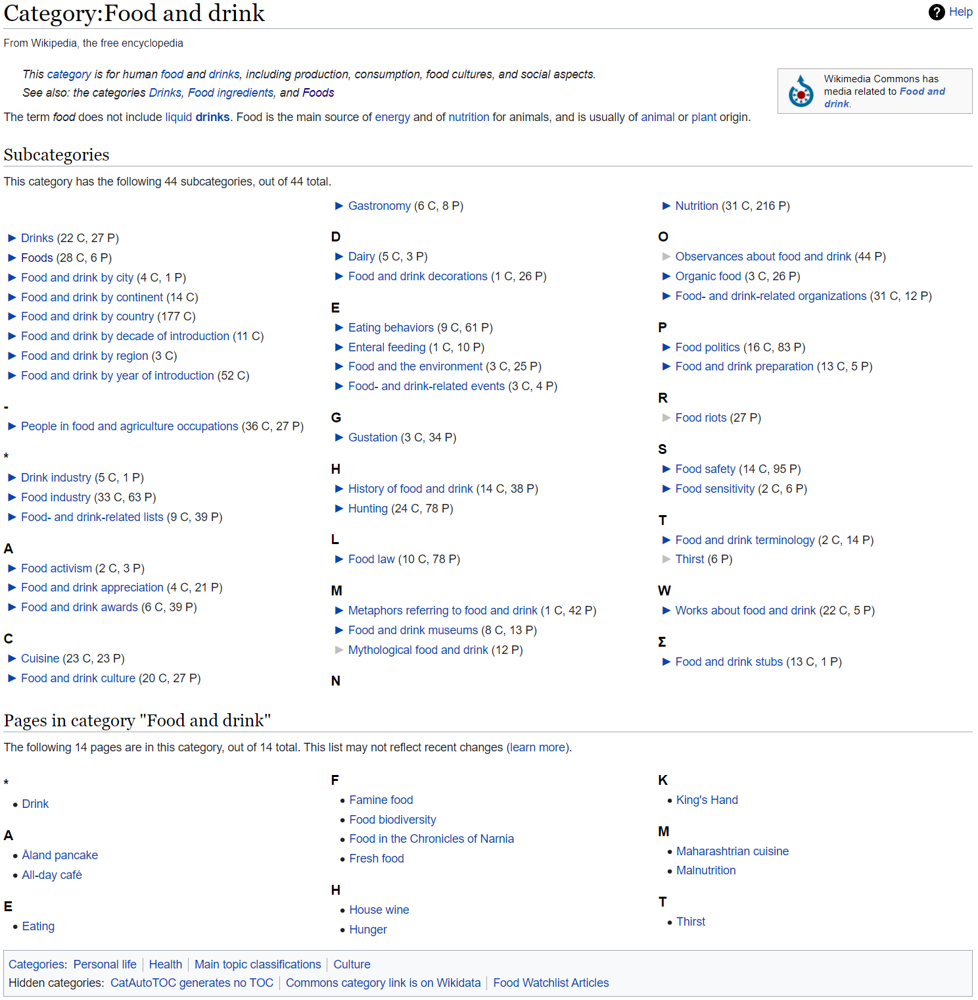 Category:Food and drink
Help
From Wikipedia, the free encyclopedia
This category is for human food and drinks, including production, consumption, food cultures, and social aspects.
See also: the categories Drinks, Food ingredients, and Foods
Wikimedia Commons has
media related to Food and
drink.
The term food does not include liquid drinks. Food is the main source of energy and of nutrition for animals, and is usually of animal or plant origin.
Subcategories
This category has the following 44 subcategories, out of 44 total.
► Drinks (22 C, 27 P)
► Foods (28 C, 6 P)
► Food and drink by city (4 C, 1 P)
► Food and drink by continent (14 C)
► Food and drink by country (177 C)
► Food and drink by decade of introduction (11 C)
► Food and drink by region (3 C)
► Food and drink by year of introduction (52 C)
-
► People in food and agriculture occupations (36 C, 27 P)
*
► Drink industry (5 C, 1 P)
► Food industry (33 C, 63 P)
► Food- and drink-related lists (9 C, 39 P)
A
► Food activism (2 C, 3 P)
► Food and drink appreciation (4 C, 21 P)
► Food and drink awards (6 C, 39 P)
C
► Cuisine (23 C, 23 P)
► Food and drink culture (20 C, 27 P)
► Gastronomy (6 C, 8 P)
D
► Dairy (5 C, 3 P)
► Food and drink decorations (1 C, 26 P)
E
► Eating behaviors (9 C, 61 P)
► Enteral feeding (1 C, 10 P)
► Food and the environment (3 C, 25 P)
► Food- and drink-related events (3 C, 4 P)
G
► Gustation (3 C, 34 P)
H
► History of food and drink (14 C, 38 P)
► Hunting (24 C, 78 P)
L
► Food law (10 C, 78 P)
M
► Metaphors referring to food and drink (1 C, 42 P)
► Food and drink museums (8 C, 13 P)
► Mythological food and drink (12 P)
N
► Nutrition (31 C, 216 P)
O
► Observances about food and drink (44 P)
► Organic food (3 C, 26 P)
► Food- and drink-related organizations (31 C, 12 P)
P
► Food politics (16 C, 83 P)
► Food and drink preparation (13 C, 5 P)
R
► Food riots (27 P)
S
► Food safety (14 C, 95 P)
► Food sensitivity (2 C, 6 P)
T
► Food and drink terminology (2 C, 14 P)
► Thirst (6 P)
W
► Works about food and drink (22 C, 5 P)
Σ
► Food and drink stubs (13 C, 1 P)
Pages in category "Food and drink"
The following 14 pages are in this category, out of 14 total. This list may not reflect recent changes (learn more).
*
• Drink
A
• Åland pancake
• All-day café
E
• Eating
F
• Famine food
• Food biodiversity
• Food in the Chronicles of Narnia
• Fresh food
H
• House wine
• Hunger
K
• King's Hand
M
• Maharashtrian cuisine
• Malnutrition
T
• Thirst
Categories: Personal life | Health | Main topic classifications | Culture
Hidden categories: CatAutoTOC generates no TOC | Commons category link is on Wikidata | Food Watchlist Articles